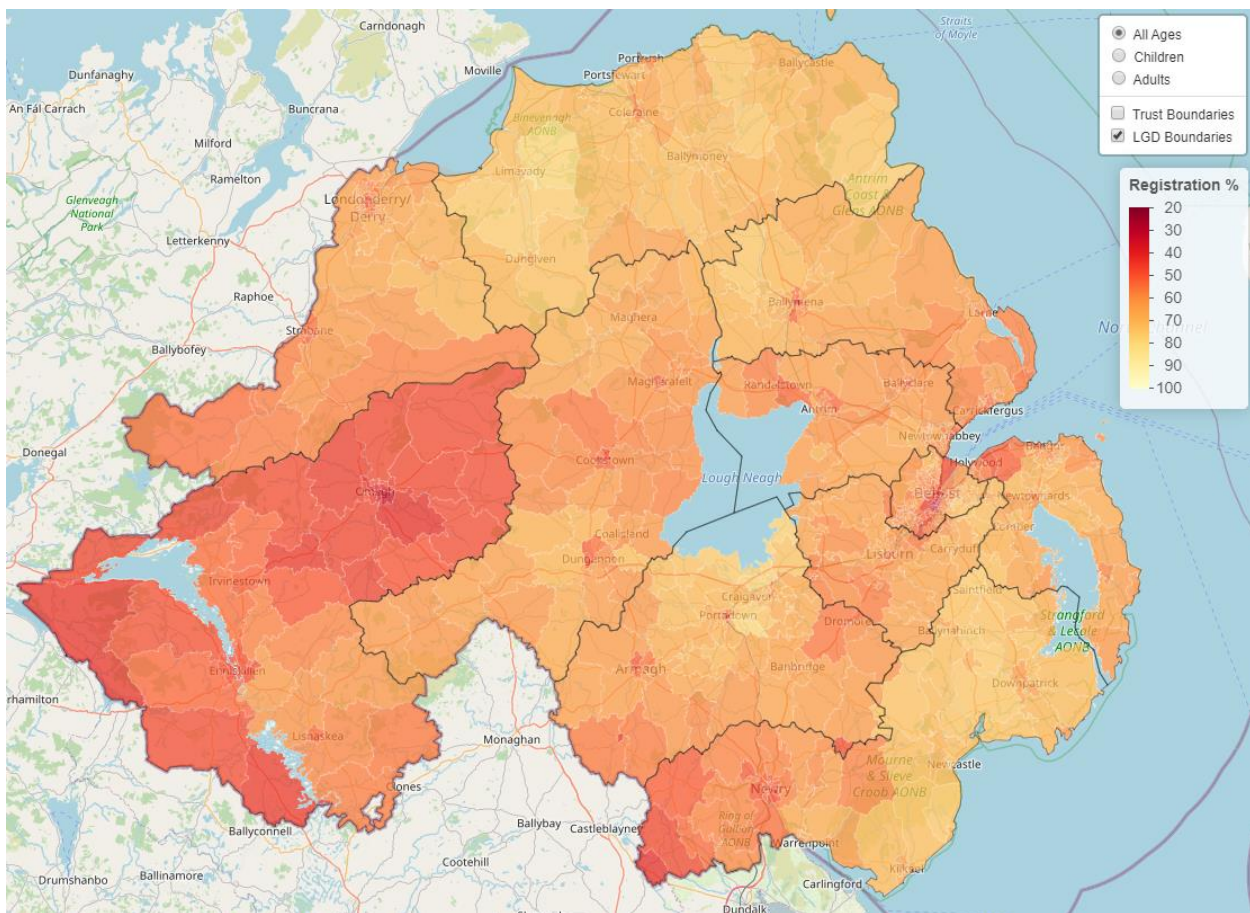 Carndonagh
Straits
of Moyle
Dunfanaghy
Moville
Portrush
Portstewart
Ballycastle
An Fál Carrach
Buncrana
Binevenagh
AONB
Coleraine
Milford
Ramelton
Limavady
Ballymoney
Glenveagh
National
Park
Londonderry/
Derry
Antrim
Coast &
Glens AONB
Letterkenny
Dungiven
Raphoe
Ballymena
Maghera
Larne
Strabane
Ballybofey
Magherafelt
Randalstown
Ballyclare
Antrim
Carrickfergus
Donegal
Newtownabbey
Bangor
Holywood
Cookstown
Lough Neagh
Omagh
Belfast
Newtownards
Coalisland
Comber
Lisburn
Carryduff
Dungannon
Irvinestown
Saintfield
Craigavon
Portadown
Dromore
Ballynahinch
Strangford
& Lecale
AONB
Enniskillen
Armagh
Banbridge
Downpatrick
rhamilton
Lisnaskea
Monaghan
Newcastle
Mourne
& Slieve
Croob AONB
Clones
Newry
Ballyconnell
Ballybay
Castleblayney
Ring of
Gullion
AONB
Warrenpoint
Kilkeel
Cootehill
Drumshanbo
Ballinamore
Carlingford
Dundalk
All Ages
Children
Adults
Trust Boundaries
LGD Boundaries
Registration %
20
30
40
50
60
70
80
90
100